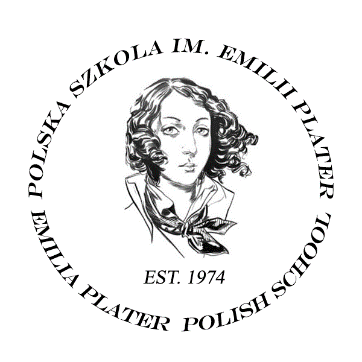 POLSKA SZKOLA IM. EMILII PLATER
EST. 1974
EMILIA PLATER POLISH SCHOOL